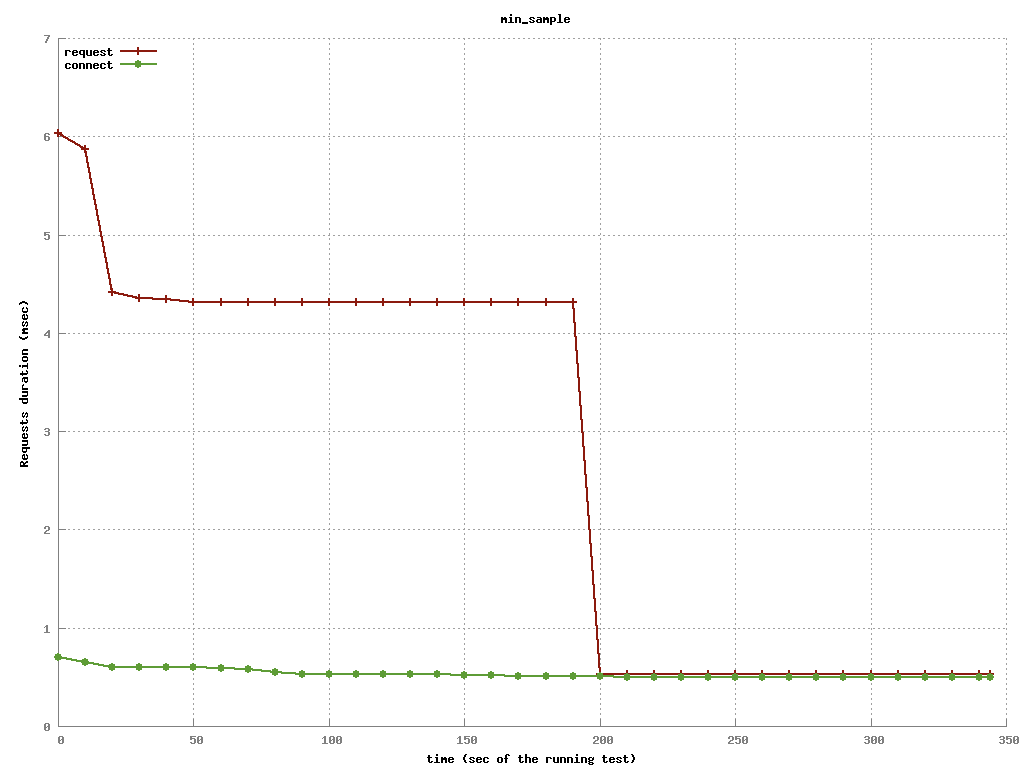 min_sample
request
connect
7
6
5
4
3
2
1
0
Requests duration (msec)
0 50 100 150 200 250 300 350
time (sec of the running test)